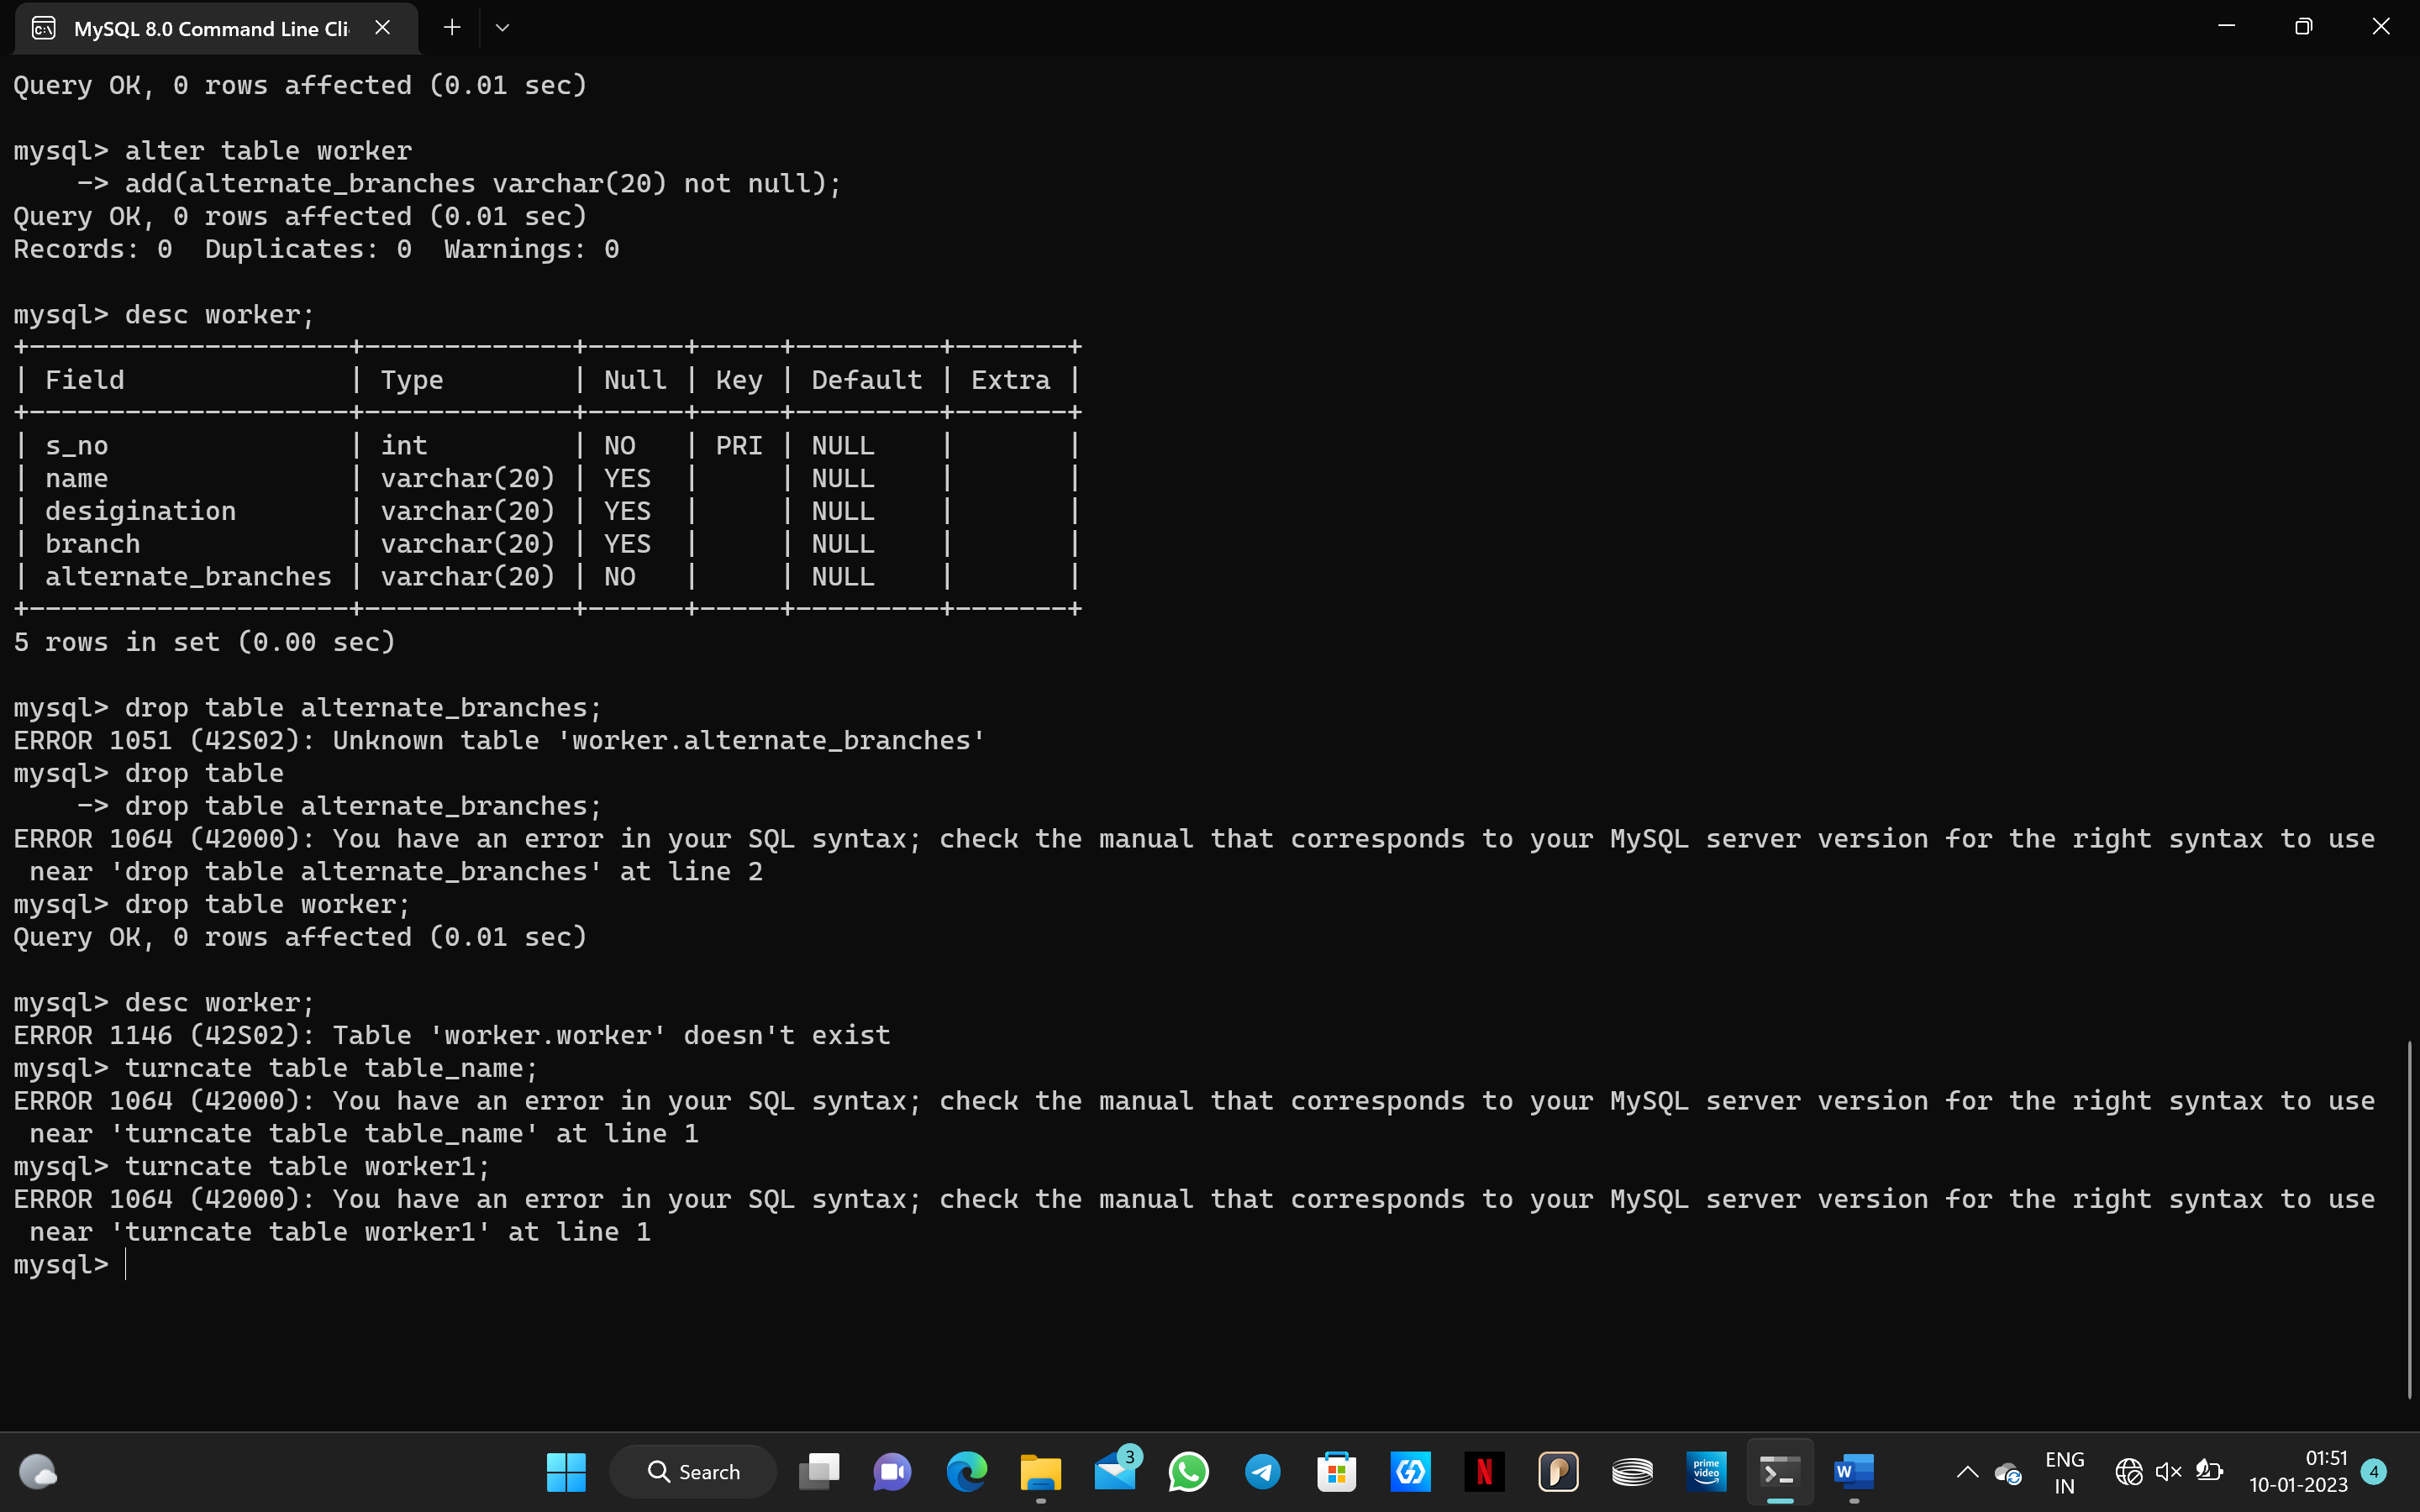 MySQL 8.0 Command Line Cli
Query OK, 0 rows affected (0.01 sec)
mysql> alter table worker
    -> add(alternate_branches varchar(20) not null);
Query OK, 0 rows affected (0.01 sec)
Records: 0  Duplicates: 0  Warnings: 0
mysql> desc worker;
+--------------------+-------------+------+-----+---------+-------+
| Field              | Type        | Null | Key | Default | Extra |
+--------------------+-------------+------+-----+---------+-------+
| s_no               | int         | NO   | PRI | NULL    |       |
| name               | varchar(20) | YES  |     | NULL    |       |
| desigination       | varchar(20) | YES  |     | NULL    |       |
| branch             | varchar(20) | YES  |     | NULL    |       |
| alternate_branches | varchar(20) | NO   |     | NULL    |       |
+--------------------+-------------+------+-----+---------+-------+
5 rows in set (0.00 sec)
mysql> drop table alternate_branches;
ERROR 1051 (42S02): Unknown table 'worker.alternate_branches'
mysql> drop table
    -> drop table alternate_branches;
ERROR 1064 (42000): You have an error in your SQL syntax; check the manual that corresponds to your MySQL server version for the right syntax to use
 near 'drop table alternate_branches' at line 2
mysql> drop table worker;
Query OK, 0 rows affected (0.01 sec)
mysql> desc worker;
ERROR 1146 (42S02): Table 'worker.worker' doesn't exist
mysql> turncate table table_name;
ERROR 1064 (42000): You have an error in your SQL syntax; check the manual that corresponds to your MySQL server version for the right syntax to use
 near 'turncate table table_name' at line 1
mysql> turncate table worker1;
ERROR 1064 (42000): You have an error in your SQL syntax; check the manual that corresponds to your MySQL server version for the right syntax to use
 near 'turncate table worker1' at line 1
mysql>
Search
3
N
prime video
W
ENG
IN
01:51
10-01-2023
4